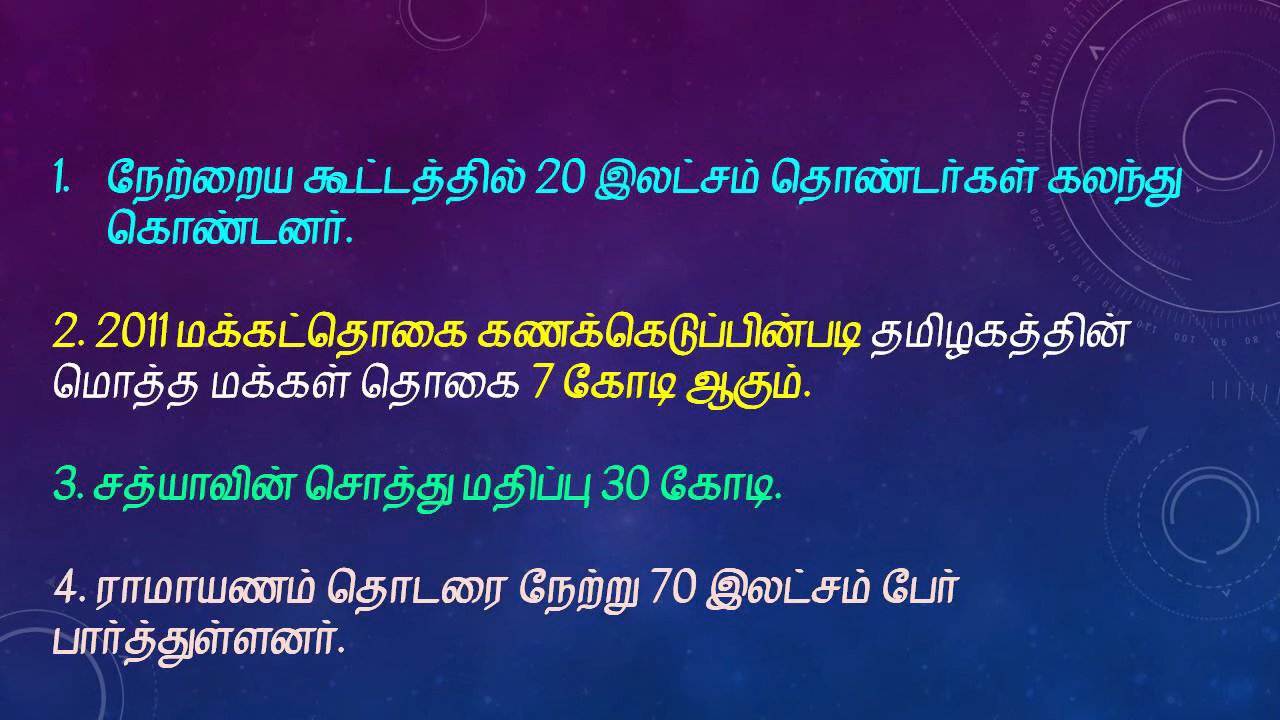 1. நேற்றைய கூட்டத்தில் 20 இலட்சம் தொண்டர்கள் கலந்து
கொண்டனர்.
2. 2011 மக்கட்தொகை கணக்கெடுப்பின்படி தமிழகத்தின்
மொத்த மக்கள் தொகை 7 கோடி ஆகும்.
3. சத்யாவின் சொத்து மதிப்பு 30 கோடி.
4. ராமாயணம் தொடரை நேற்று 70 இலட்சம் பேர்
பார்த்துள்ளனர்.